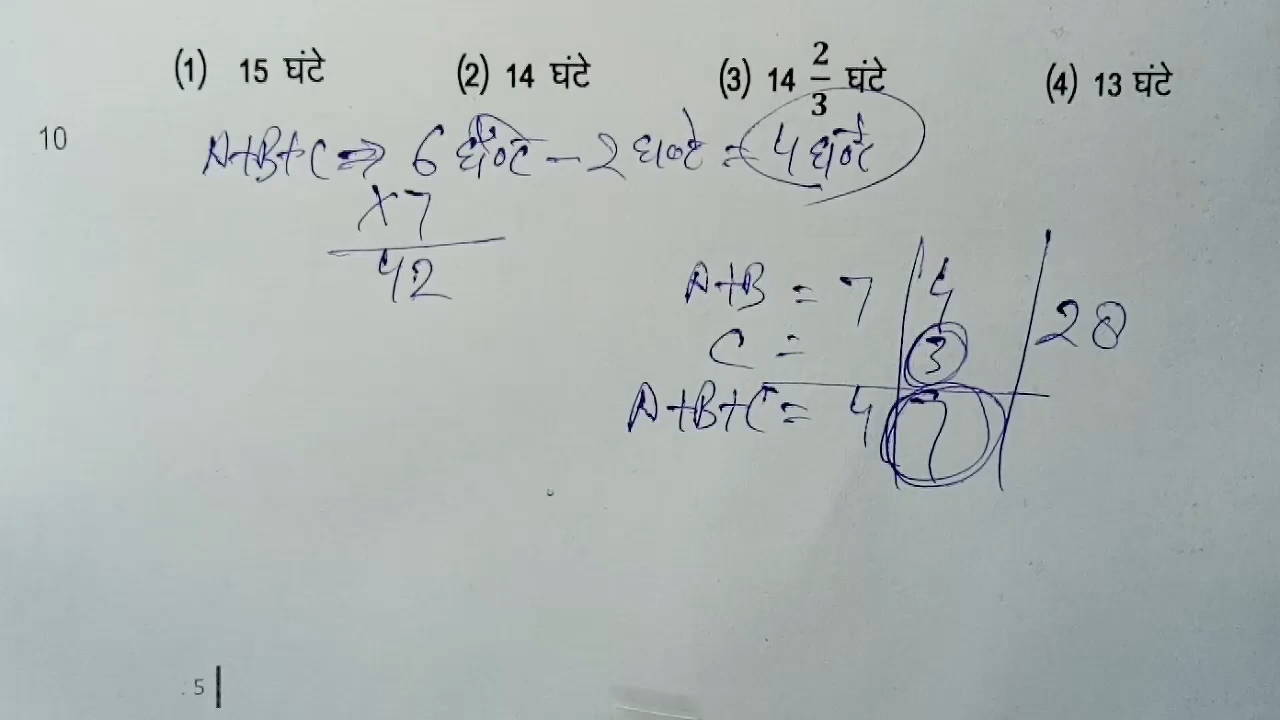 (1) 15 घंटे (2) 14 घंटे (3) 14 2/3 घंटे (4) 13 घंटे
10
A+B+C ⇒ 6 घण्टे - 2 घण्टे = 4 घण्टे
×7
42
A+B = 7 4
28
C = 3
A+B+C = 4 7
5